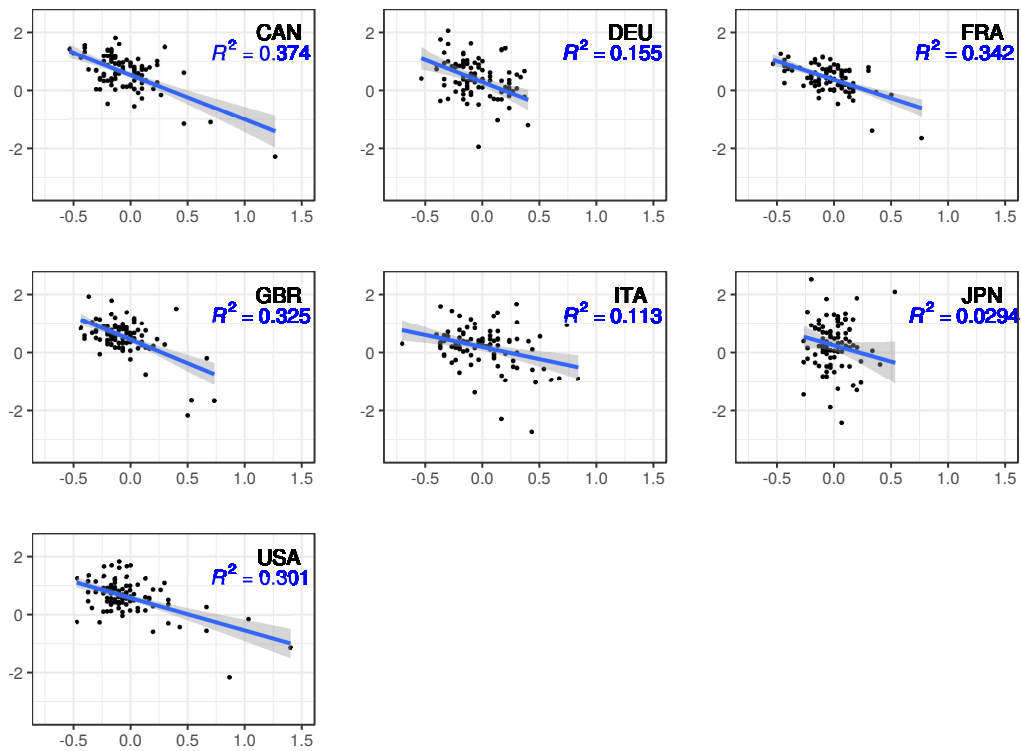 CAN
R² = 0.374
2
0
-2
-0.5 0.0 0.5 1.0 1.5
DEU
R² = 0.155
2
0
-2
-0.5 0.0 0.5 1.0 1.5
FRA
R² = 0.342
2
0
-2
-0.5 0.0 0.5 1.0 1.5
GBR
R² = 0.325
2
0
-2
-0.5 0.0 0.5 1.0 1.5
ITA
R² = 0.113
2
0
-2
-0.5 0.0 0.5 1.0 1.5
JPN
R² = 0.0294
2
0
-2
-0.5 0.0 0.5 1.0 1.5
USA
R² = 0.301
2
0
-2
-0.5 0.0 0.5 1.0 1.5